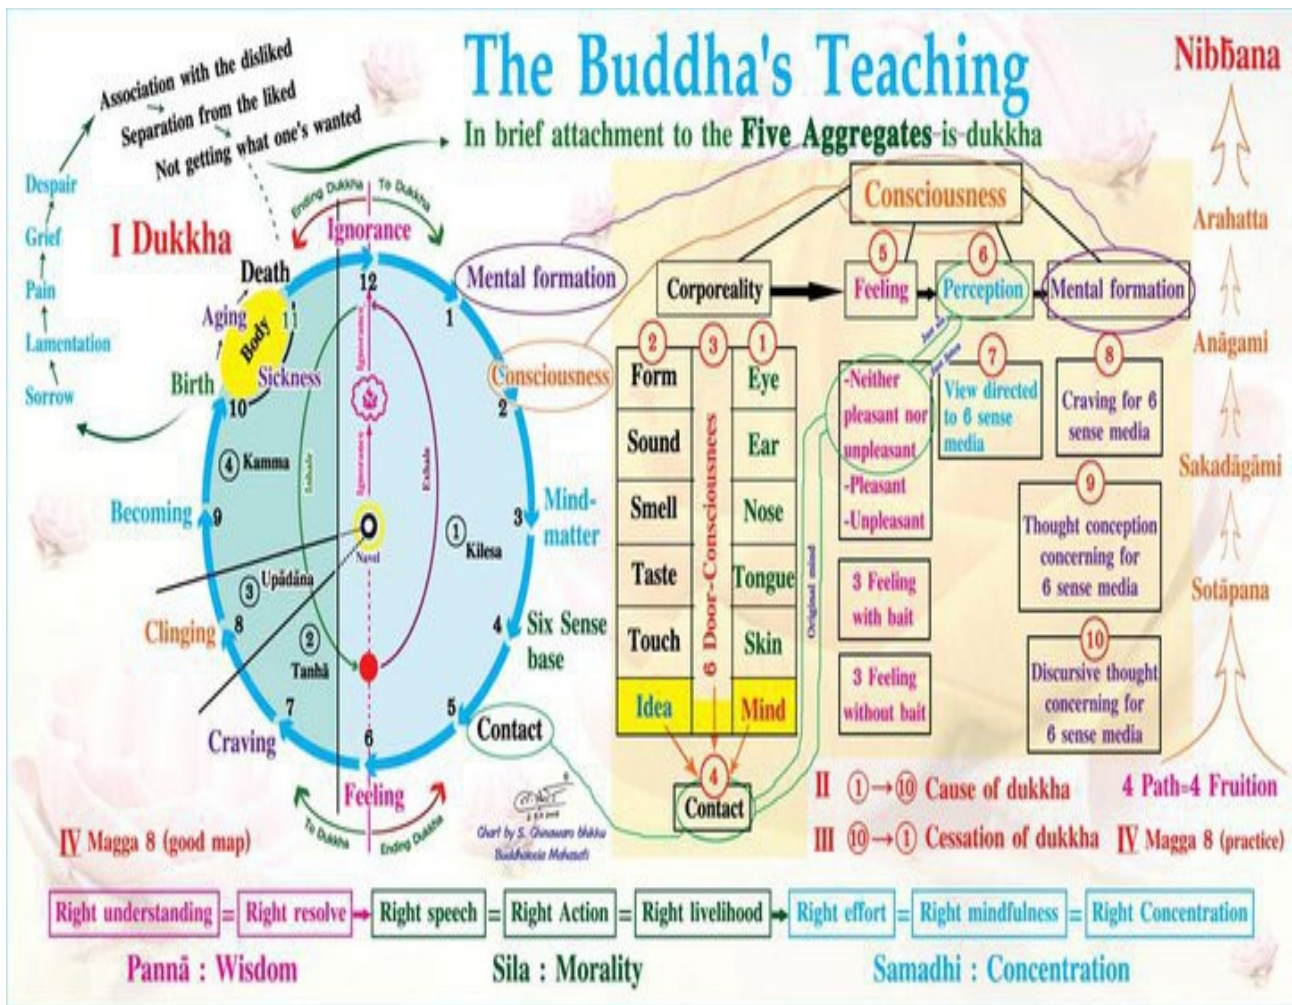 The Buddha's Teaching
In brief attachment to the Five Aggregates is dukkha
Nibbana
Arahatta
Anāgami
Sakadāgāmi
Sotāpana
4 Path=4 Fruition
Association with the disliked
Separation from the liked
Not getting what one's wanted
Despair
Grief
Pain
Lamentation
Sorrow
I Dukkha
Ending Dukkha
To Dukkha
Ignorance
12
1
2
3
4
5
6
7
8
9
10
11
Death
Aging
Body
Sickness
Birth
Becoming
Clinging
Craving
Feeling
Contact
Six Sense
base
Mind-
matter
Consciousness
Mental formation
4 Kamma
3 Upādāna
2
Tanhā
1
Kilesa
Ignorance
Ignorance
Inhale
Exhale
Navel
To Dukkha
Ending Dukkha
Chart by S. Chinawaro bhikku
IV Magga 8 (good map)
Consciousness
Corporeality
5
Feeling
6
Perception
Mental formation
2
Form
Sound
Smell
Taste
Touch
Idea
3
6 Door-Consciousnees
1
Eye
Ear
Nose
Tongue
Skin
Mind
4
Contact
Original mind
-Neither
pleasant nor
unpleasant
-Pleasant
-Unpleasant
3 Feeling
with bait
3 Feeling
without bait
7
View directed
to 6 sense
media
8
Craving for 6
sense media
9
Thought conception
concerning for
6 sense media
10
Discursive thought
concerning for
6 sense media
II 1→10 Cause of dukkha
III 10→1 Cessation of dukkha
IV Magga 8 (practice)
Right understanding = Right resolve → Right speech = Right Action = Right livelihood → Right effort = Right mindfulness = Right Concentration
Pannā : Wisdom
Sila : Morality
Samadhi : Concentration